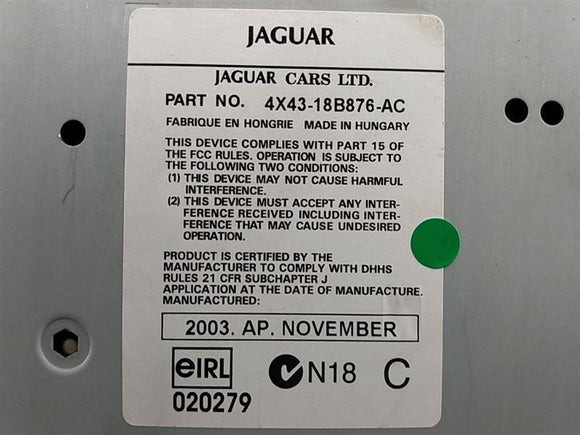 JAGUAR
JAGUAR CARS LTD.
PART NO. 4X43-18B876-AC
FABRIQUE EN HONGRIE MADE IN HUNGARY
THIS DEVICE COMPLIES WITH PART 15 OF
THE FCC RULES. OPERATION IS SUBJECT TO
THE FOLLOWING TWO CONDITIONS:
(1) THIS DEVICE MAY NOT CAUSE HARMFUL
INTERFERENCE.
(2) THIS DEVICE MUST ACCEPT ANY INTER-
FERENCE RECEIVED INCLUDING INTER-
FERENCE THAT MAY CAUSE UNDESIRED
OPERATION.
PRODUCT IS CERTIFIED BY THE
MANUFACTURER TO COMPLY WITH DHHS
RULES 21 CFR SUBCHAPTER J
APPLICATION AT THE DATE OF MANUFACTURE.
MANUFACTURED:
2003. AP. NOVEMBER
eIRL N18 C
020279